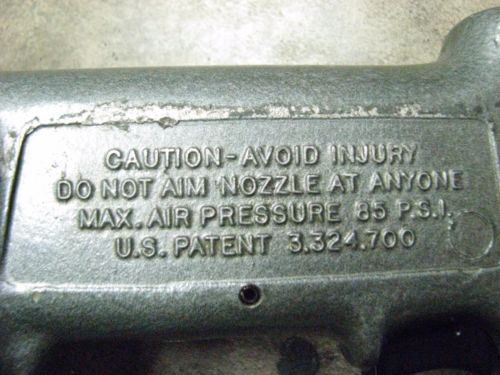 CAUTION-AVOID INJURY
DO NOT AIM NOZZLE AT ANYONE
MAX. AIR PRESSURE 85 P.S.I.
U.S. PATENT 3.324.700